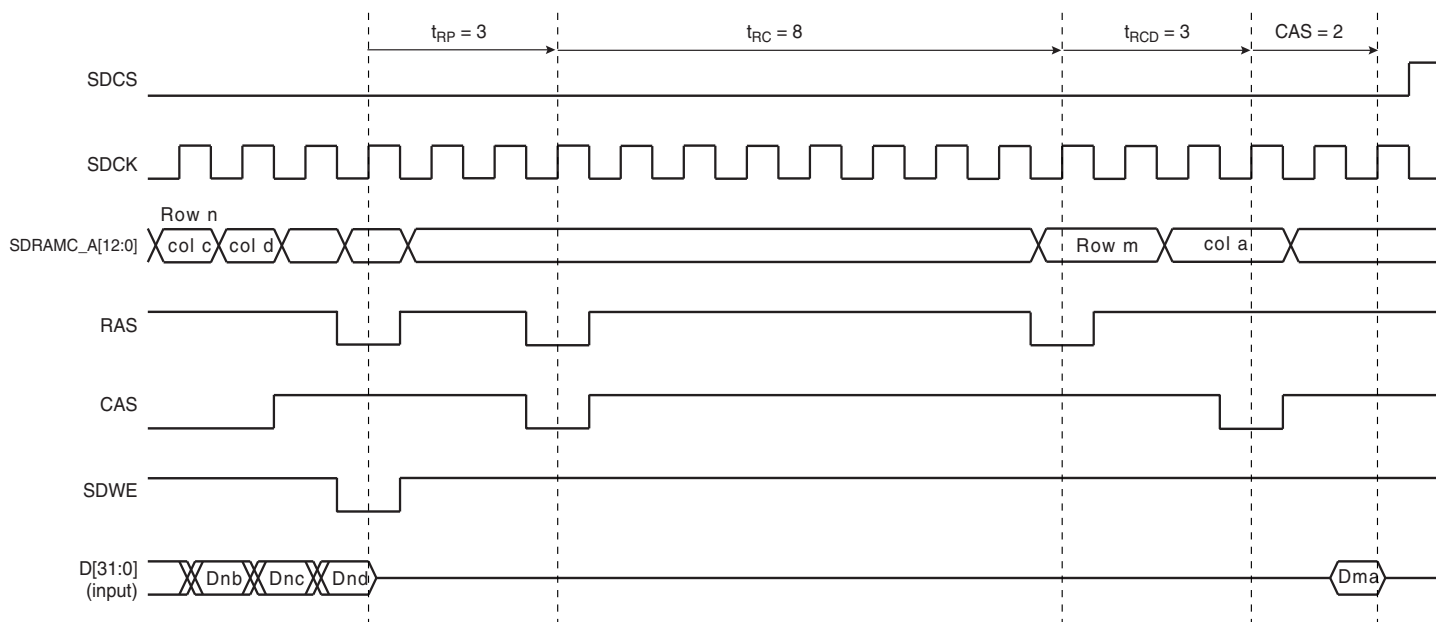 tRP = 3
tRC = 8
tRCD = 3
CAS = 2
SDCS
SDCK
Row n
SDRAMC_A[12:0]
col c
col d
Row m
col a
RAS
CAS
SDWE
D[31:0]
(input)
Dnb
Dnc
Dnd
Dma